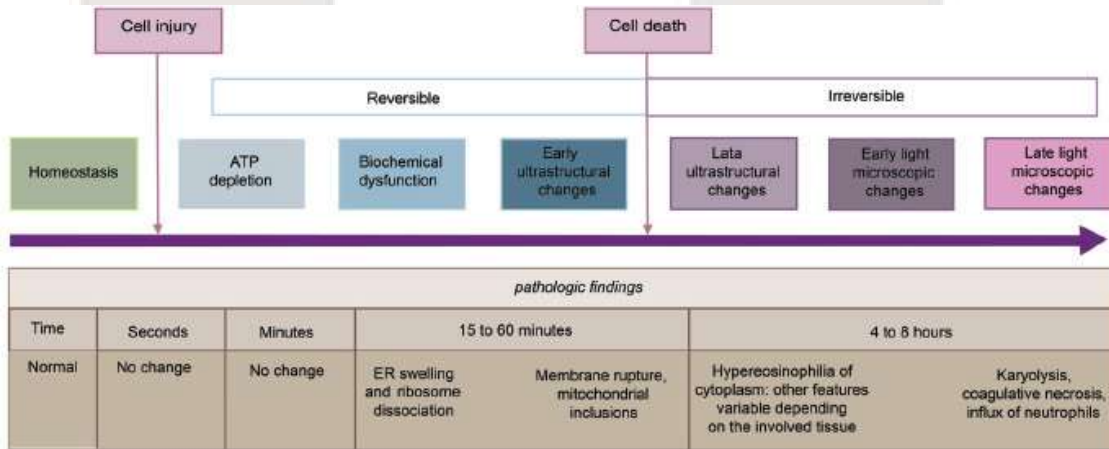 Cell injury
Cell death
Reversible
Irreversible
Homeostasis
ATP
depletion
Biochemical
dysfunction
Early
ultrastructural
changes
Lata
ultrastructural
changes
Early light
microscopic
changes
Late light
microscopic
changes
pathologic findings
Time
Seconds
Minutes
15 to 60 minutes
4 to 8 hours
Normal
No change
No change
ER swelling
and ribosome
dissociation
Membrane rupture,
mitochondrial
inclusions
Hypereosinophilia of
cytoplasm: other features
variable depending
on the involved tissue
Karyolysis,
coagulative necrosis,
influx of neutrophils